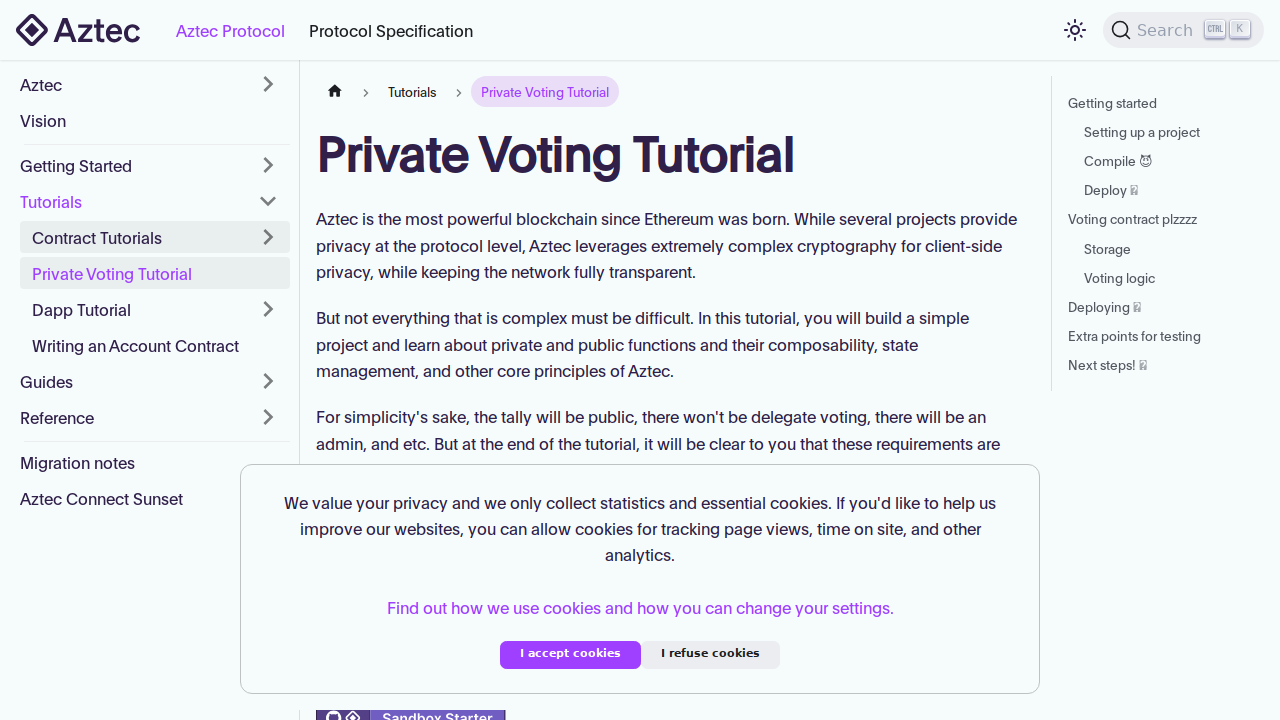 Aztec
Aztec Protocol
Protocol Specification
Search
CTRL
K
Aztec
Vision
Getting Started
Tutorials
Contract Tutorials
Private Voting Tutorial
Dapp Tutorial
Writing an Account Contract
Guides
Reference
Migration notes
Aztec Connect Sunset
Tutorials
Private Voting Tutorial
Private Voting Tutorial
Aztec is the most powerful blockchain since Ethereum was born. While several projects provide
privacy at the protocol level, Aztec leverages extremely complex cryptography for client-side
privacy, while keeping the network fully transparent.
But not everything that is complex must be difficult. In this tutorial, you will build a simple
project and learn about private and public functions and their composability, state
management, and other core principles of Aztec.
For simplicity's sake, the tally will be public, there won't be delegate voting, there will be an
admin, and etc. But at the end of the tutorial, it will be clear to you that these requirements are
We value your privacy and we only collect statistics and essential cookies. If you'd like to help us
improve our websites, you can allow cookies for tracking page views, time on site, and other
analytics.
Find out how we use cookies and how you can change your settings.
I accept cookies
I refuse cookies
Sandbox Starter
Getting started
Setting up a project
Compile 😈
Deploy
Voting contract plzzzz
Storage
Voting logic
Deploying
Extra points for testing
Next steps!